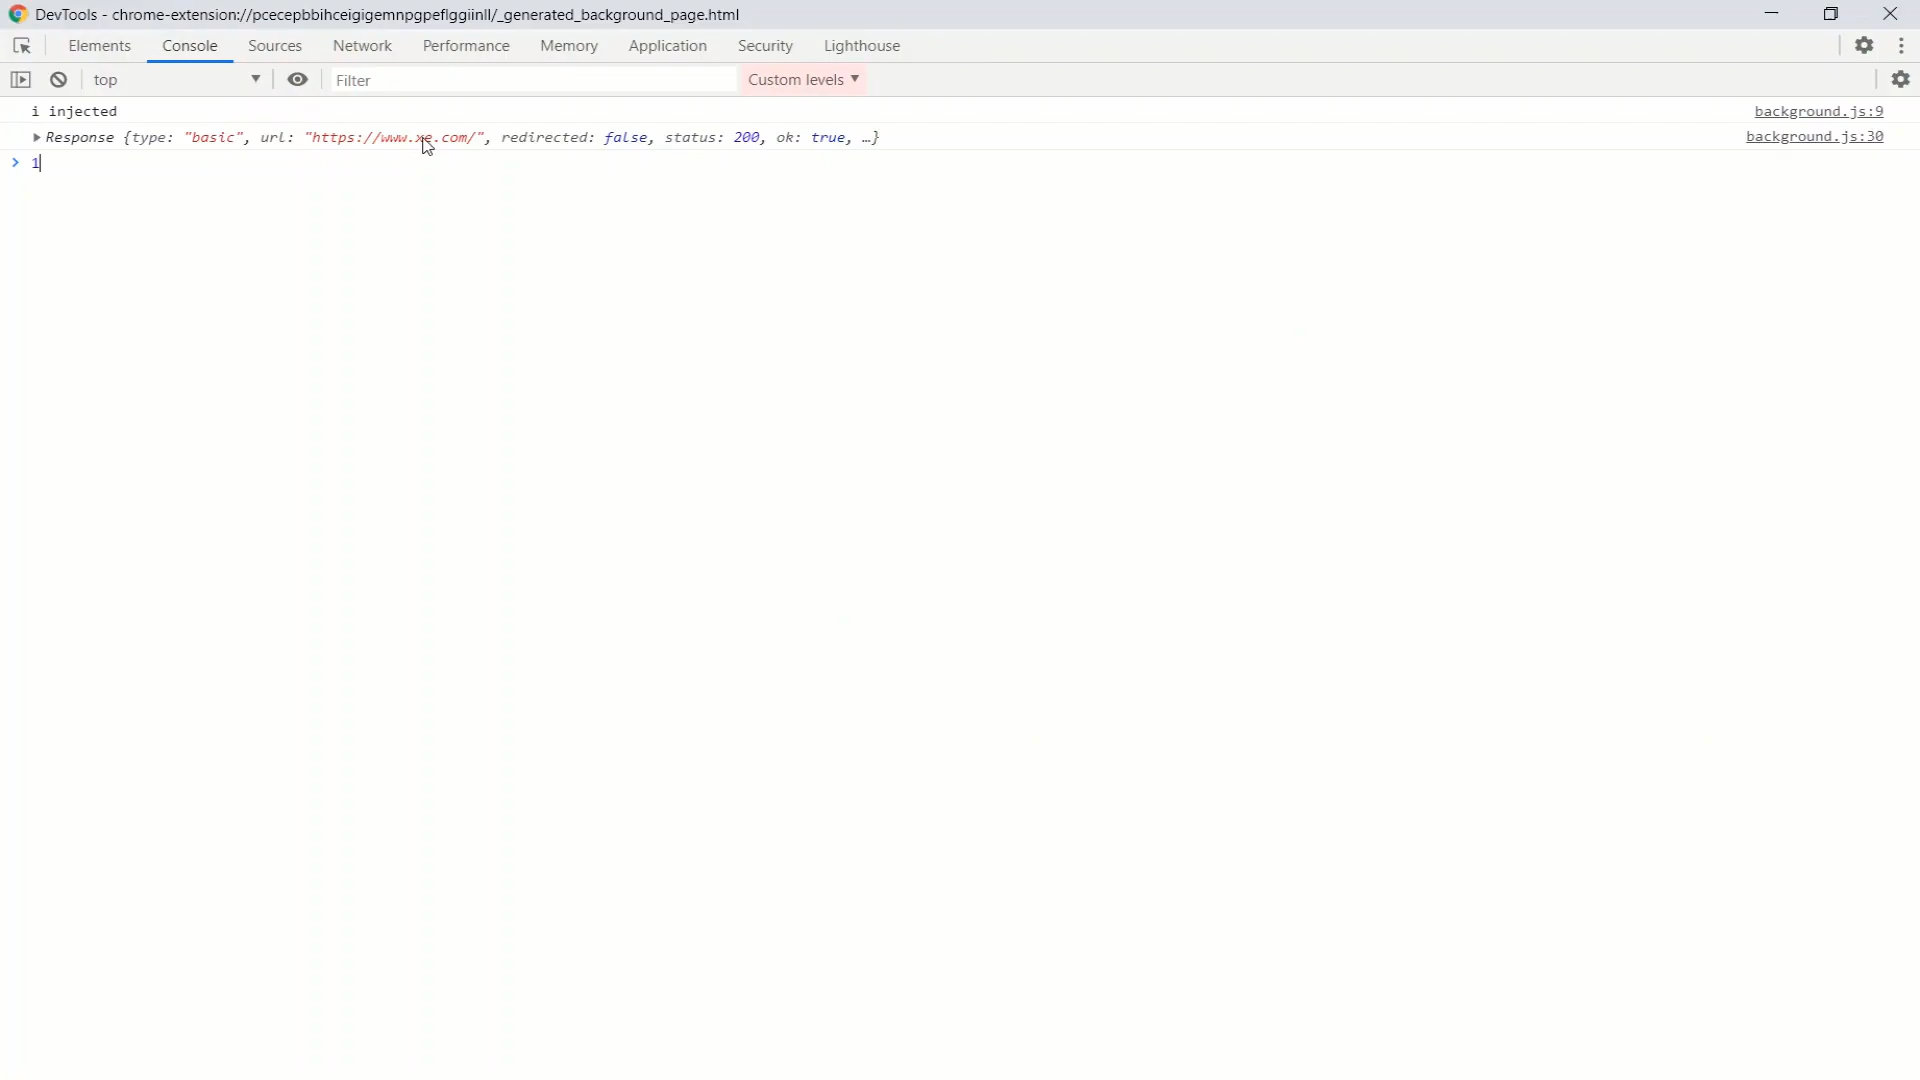 DevTools - chrome-extension://pcecepbbihceigigemnpgpeflggiinll/_generated_background_page.html
Elements Console Sources Network Performance Memory Application Security Lighthouse
top Filter Custom levels
i injected background.js:9
Response {type: "basic", url: "https://www.xe.com/", redirected: false, status: 200, ok: true, …} background.js:30
1